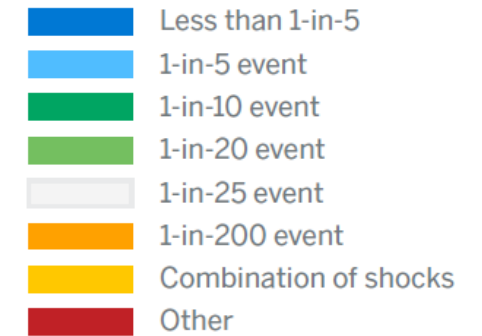 Less than 1-in-5
1-in-5 event
1-in-10 event
1-in-20 event
1-in-25 event
1-in-200 event
Combination of shocks
Other